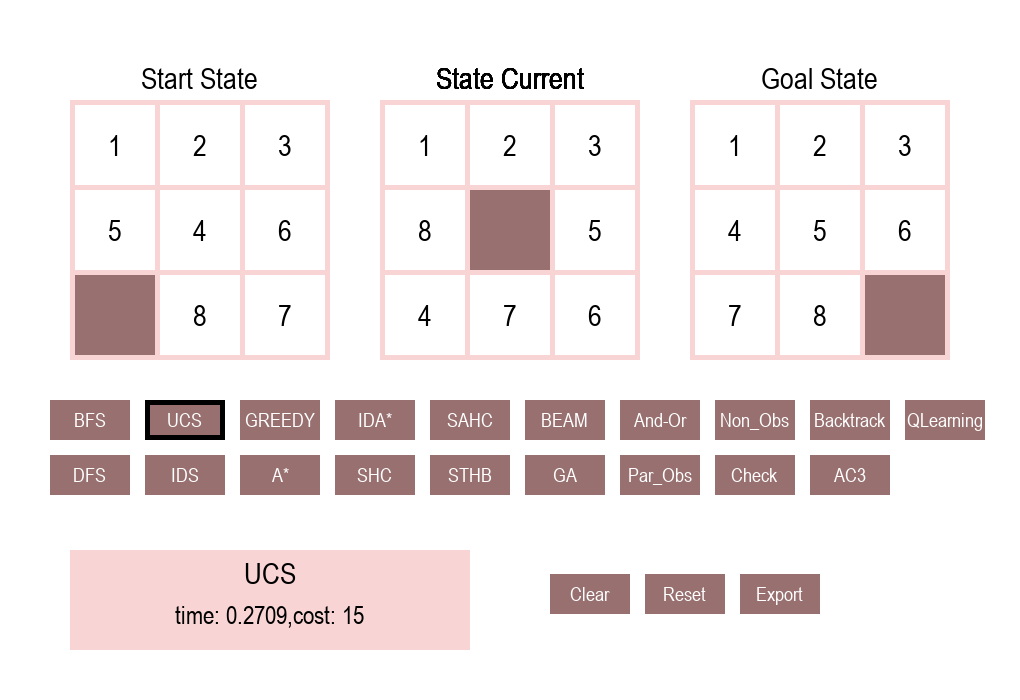 Start State State Current Goal State
1 2 3 1 2 3 1 2 3
5 4 6 8 5 4 5 6
8 7 4 7 6 7 8
BFS UCS GREEDY IDA* SAHC BEAM And-Or Non_Obs Backtrack QLearning
DFS IDS A* SHC STHB GA Par_Obs Check AC3
UCS
time: 0.2709,cost: 15
Clear Reset Export